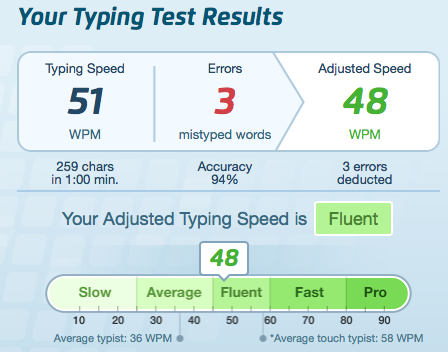 Your Typing Test Results
Typing Speed Errors Adjusted Speed
51 3 48
WPM mistyped words WPM
259 chars Accuracy 3 errors
in 1:00 min. 94% deducted
Your Adjusted Typing Speed is Fluent
48
Slow Average Fluent Fast Pro
10 20 30 40 50 60 70 80 90
Average typist: 36 WPM *Average touch typist: 58 WPM